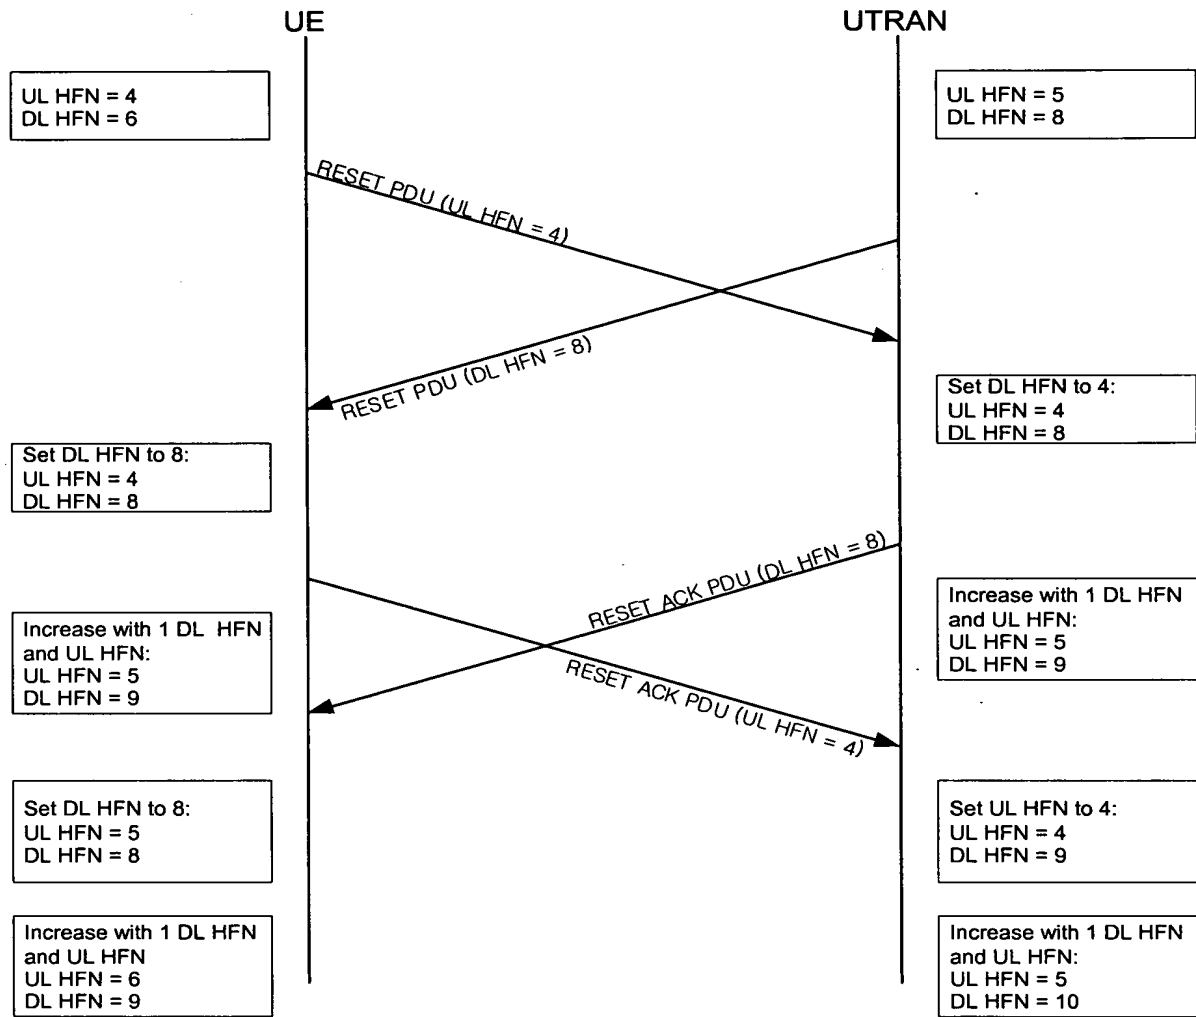 UE
UTRAN
UL HFN = 4
DL HFN = 6
UL HFN = 5
DL HFN = 8
RESET PDU (UL HFN = 4)
RESET PDU (DL HFN = 8)
Set DL HFN to 4:
UL HFN = 4
DL HFN = 8
Set DL HFN to 8:
UL HFN = 4
DL HFN = 8
RESET ACK PDU (DL HFN = 8)
RESET ACK PDU (UL HFN = 4)
Increase with 1 DL HFN
and UL HFN:
UL HFN = 5
DL HFN = 9
Increase with 1 DL HFN
and UL HFN:
UL HFN = 5
DL HFN = 9
Set DL HFN to 8:
UL HFN = 5
DL HFN = 8
Set UL HFN to 4:
UL HFN = 4
DL HFN = 9
Increase with 1 DL HFN
and UL HFN
UL HFN = 6
DL HFN = 9
Increase with 1 DL HFN
and UL HFN:
UL HFN = 5
DL HFN = 10